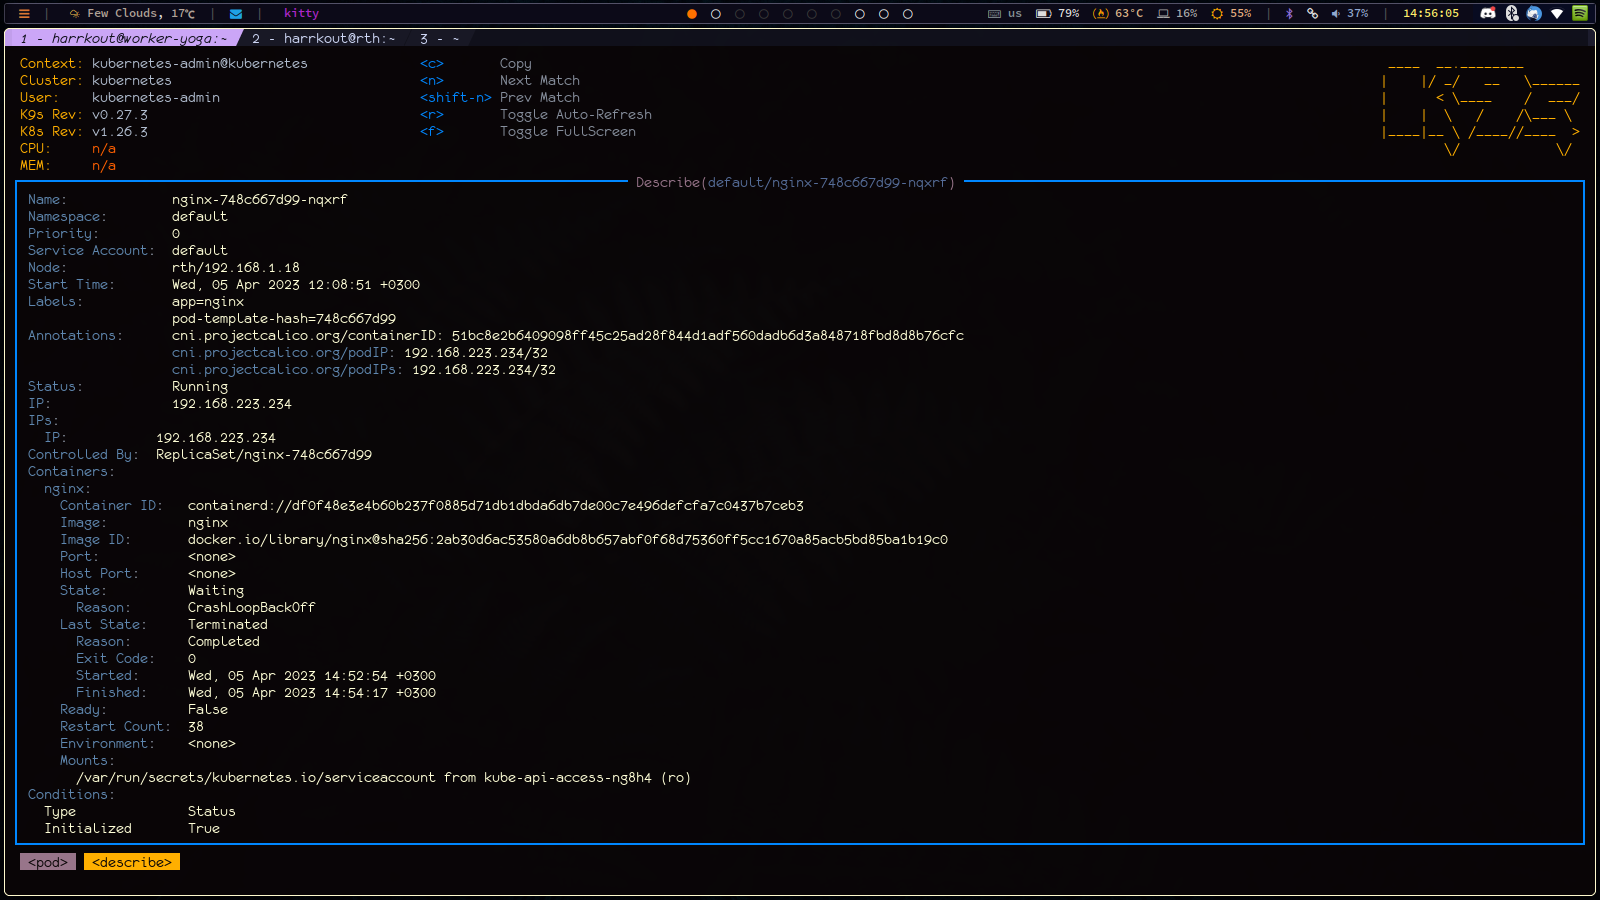 Few Clouds, 17℃ | kitty us 79% 63°C 16% 55% | 37% | 14:56:05
1 - harrkout@worker-yoga:~ 2 - harrkout@rth:~ 3 - ~
Context: kubernetes-admin@kubernetes <c> Copy
Cluster: kubernetes <n> Next Match
User: kubernetes-admin <shift-n> Prev Match
K9s Rev: v0.27.3 <r> Toggle Auto-Refresh
K8s Rev: v1.26.3 <f> Toggle FullScreen
CPU: n/a
MEM: n/a
Describe(default/nginx-748c667d99-nqxrf)
Name: nginx-748c667d99-nqxrf
Namespace: default
Priority: 0
Service Account: default
Node: rth/192.168.1.18
Start Time: Wed, 05 Apr 2023 12:08:51 +0300
Labels: app=nginx
pod-template-hash=748c667d99
Annotations: cni.projectcalico.org/containerID: 51bc8e2b6409098ff45c25ad28f844d1adf560dadb6d3a848718fbd8d8b76cfc
cni.projectcalico.org/podIP: 192.168.223.234/32
cni.projectcalico.org/podIPs: 192.168.223.234/32
Status: Running
IP: 192.168.223.234
IPs:
IP: 192.168.223.234
Controlled By: ReplicaSet/nginx-748c667d99
Containers:
nginx:
Container ID: containerd://df0f48e3e4b60b237f0885d71db1dbda6db7de00c7e496defcfa7c0437b7ceb3
Image: nginx
Image ID: docker.io/library/nginx@sha256:2ab30d6ac53580a6db8b657abf0f68d75360ff5cc1670a85acb5bd85ba1b19c0
Port: <none>
Host Port: <none>
State: Waiting
Reason: CrashLoopBackOff
Last State: Terminated
Reason: Completed
Exit Code: 0
Started: Wed, 05 Apr 2023 14:52:54 +0300
Finished: Wed, 05 Apr 2023 14:54:17 +0300
Ready: False
Restart Count: 38
Environment: <none>
Mounts:
/var/run/secrets/kubernetes.io/serviceaccount from kube-api-access-ng8h4 (ro)
Conditions:
Type Status
Initialized True
<pod> <describe>